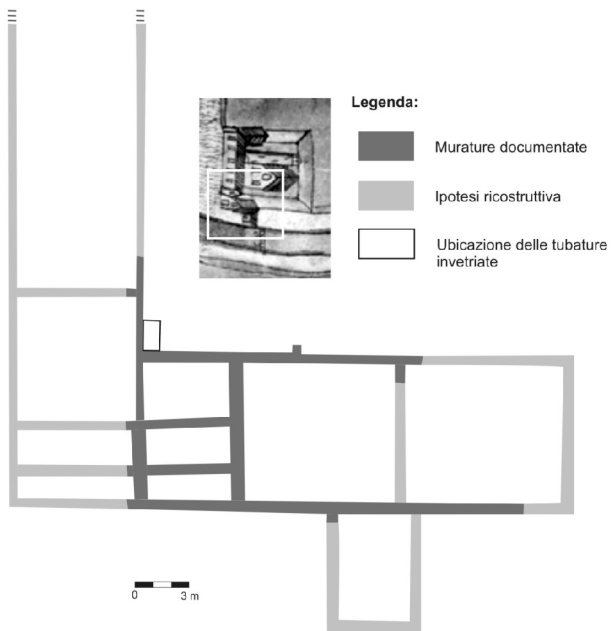 Legenda:
Murature documentate
Ipotesi ricostruttiva
Ubicazione delle tubature
invetriate
0 3 m